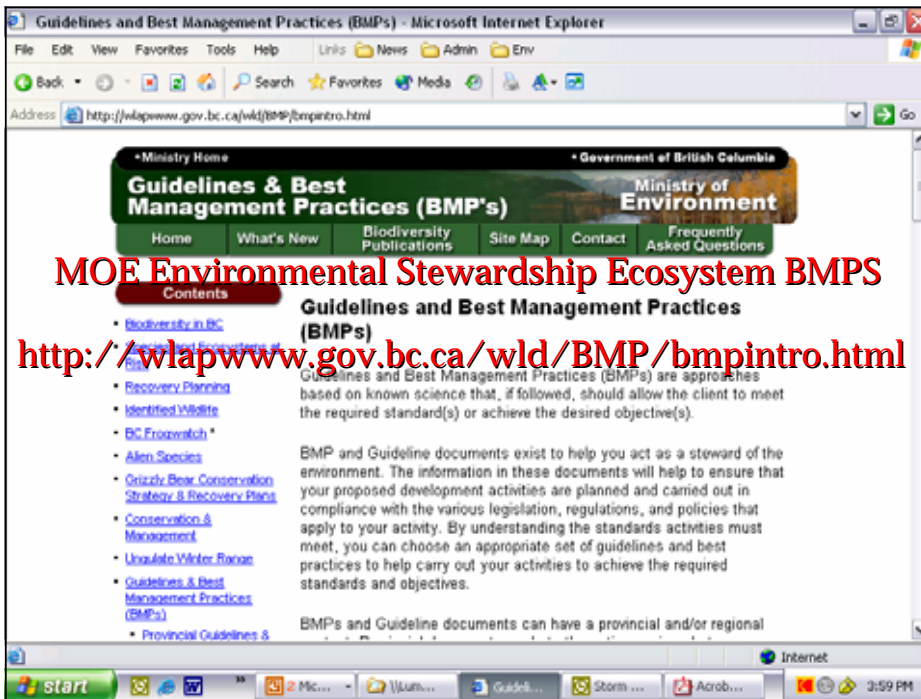 Guidelines and Best Management Practices (BMPs) - Microsoft Internet Explorer
File Edit View Favorites Tools Help Links News Admin Env
Back Search Favorites Media
Address http://wlapwww.gov.bc.ca/wld/BMP/bmpintro.html Go
•Ministry Home •Government of British Columbia
Guidelines & Best
Management Practices (BMP's)
Ministry of
Environment
Home What's New Biodiversity Publications Site Map Contact Frequently Asked Questions
MOE Environmental Stewardship Ecosystem BMPS
http://wlapwww.gov.bc.ca/wld/BMP/bmpintro.html
Contents
• Biodiversity in BC
• Species and Ecosystems at
Risk
• Recovery Planning
• Identified Wildlife
• BC Frogwatch *
• Alien Species
• Grizzly Bear Conservation
Strategy & Recovery Plans
• Conservation &
Management
• Ungulate Winter Range
• Guidelines & Best
Management Practices
(BMPs)
• Provincial Guidelines &
Guidelines and Best Management Practices
(BMPs)
Guidelines and Best Management Practices (BMPs) are approaches
based on known science that, if followed, should allow the client to meet
the required standard(s) or achieve the desired objective(s).
BMP and Guideline documents exist to help you act as a steward of the
environment. The information in these documents will help to ensure that
your proposed development activities are planned and carried out in
compliance with the various legislation, regulations, and policies that
apply to your activity. By understanding the standards activities must
meet, you can choose an appropriate set of guidelines and best
practices to help carry out your activities to achieve the required
standards and objectives.
BMPs and Guideline documents can have a provincial and/or regional
Internet
start 2 Mic... \\Lum... Guideli... Storm ... Acrob... 3:59 PM